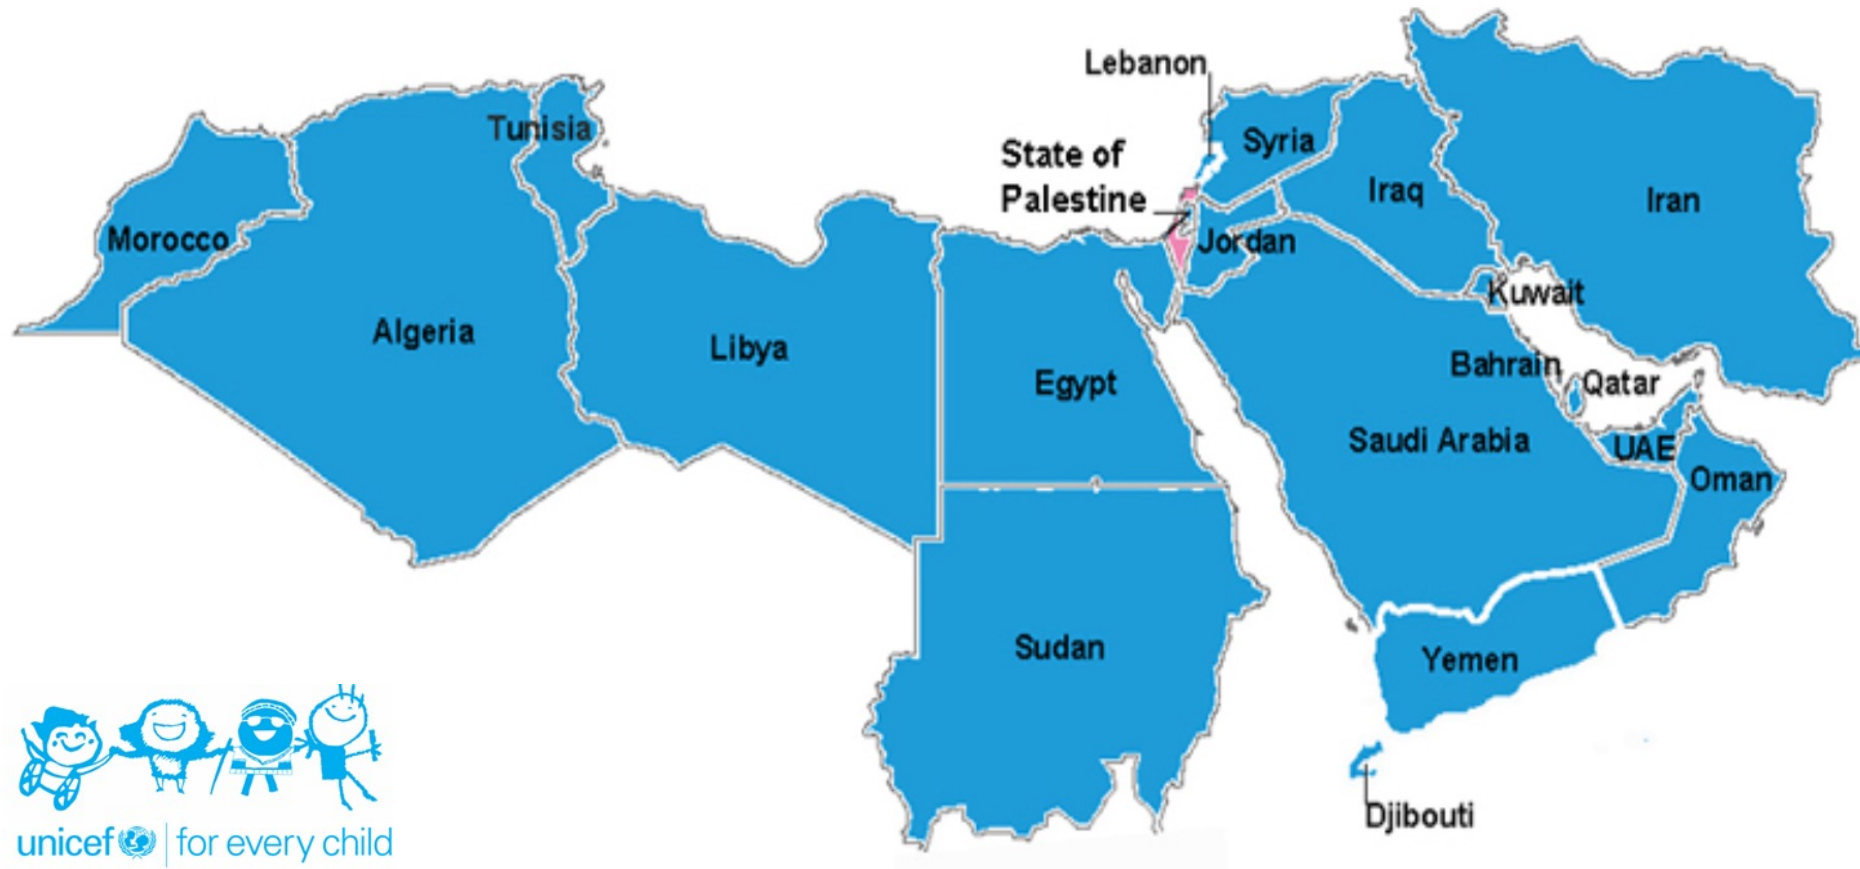 Lebanon
Tunisia
Syria
State of
Palestine
Iraq
Iran
Morocco
Jordan
Kuwait
Algeria
Libya
Egypt
Bahrain
Qatar
Saudi Arabia
UAE
Oman
Sudan
Yemen
Djibouti
unicef for every child